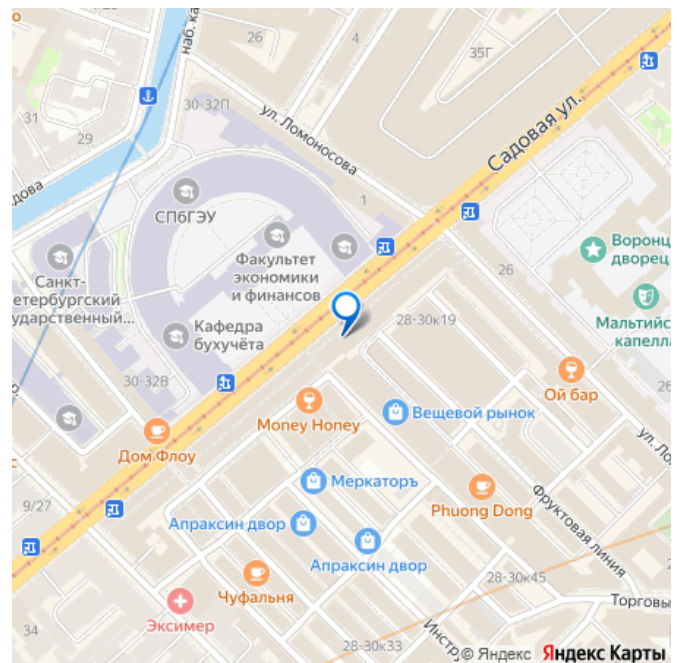 26
4
35Г
наб. ка
31
29
30-32П
ул. Ломоносова
Садовая ул.
дова
СПбГЭУ
1
26
Воронц
дворец
Факультет
экономики
и финансов
Санкт-
етербургский
ударственный...
Кафедра
бухучёта
28-30к19
Мальтийс
капелла
30-32В
Ой бар
26
Money Honey
Вещевой рынок
Дом Флоу
ул. Ло
с
Меркаторъ
Phuong Dong
Фруктовая линия
9/27
Апраксин двор
Апраксин двор
28-30к45
Чуфальня
Торговы
Эксимер
34
28-30к33
Инстр
© Яндекс Яндекс Карты